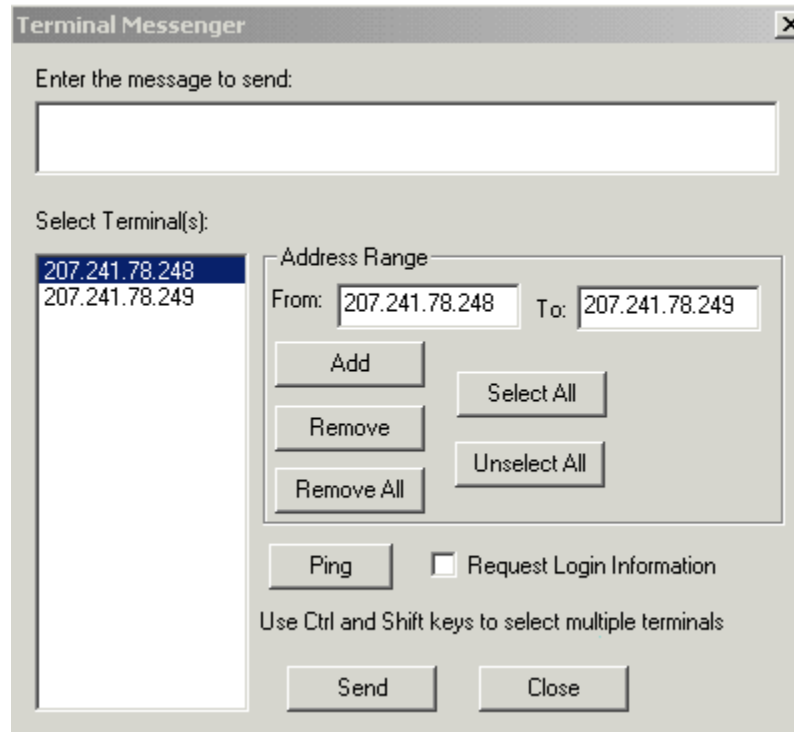 Terminal Messenger
Enter the message to send:
Select Terminal(s):
207.241.78.248
207.241.78.249
Address Range
From: 207.241.78.248 To: 207.241.78.249
Add
Select All
Remove
Unselect All
Remove All
Ping Request Login Information
Use Ctrl and Shift keys to select multiple terminals
Send Close